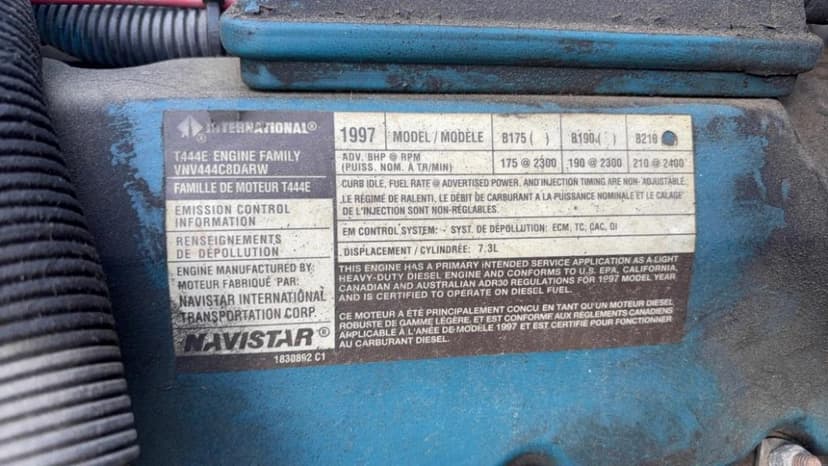 INTERNATIONAL®
T444E ENGINE FAMILY
VNV444C8DARW
FAMILLE DE MOTEUR T444E
EMISSION CONTROL
INFORMATION
RENSEIGNEMENTS
DE DÉPOLLUTION
ENGINE MANUFACTURED BY:
MOTEUR FABRIQUÉ PAR:
NAVISTAR INTERNATIONAL
TRANSPORTATION CORP.
NAVISTAR®
1830892 C1
1997 MODEL / MODÈLE B175 ( ) B190 ( ) B210
ADV. BHP @ RPM
(PUISS. NOM. A TR/MIN) 175 @ 2300 190 @ 2300 210 @ 2400
CURB IDLE, FUEL RATE @ ADVERTISED POWER, AND INJECTION TIMING ARE NON- ADJUSTABLE.
LE RÉGIME DE RALENTI, LE DÉBIT DE CARBURANT A LA PUISSANCE NOMINALE ET LE CALAGE
DE L'INJECTION SONT NON-RÉGLABLES.
EM CONTROL SYSTEM: - SYST. DE DÉPOLLUTION: ECM, TC, CAC, DI
DISPLACEMENT / CYLINDRÉE: 7.3L
THIS ENGINE HAS A PRIMARY INTENDED SERVICE APPLICATION AS A LIGHT
HEAVY-DUTY DIESEL ENGINE AND CONFORMS TO U.S. EPA, CALIFORNIA,
CANADIAN AND AUSTRALIAN ADR30 REGULATIONS FOR 1997 MODEL YEAR
AND IS CERTIFIED TO OPERATE ON DIESEL FUEL.
CE MOTEUR A ÉTÉ PRINCIPALEMENT CONÇU EN TANT QU'UN MOTEUR DIESEL
ROBUSTE DE GAMME LÉGÈRE. ET EST CONFORME AUX RÈGLEMENTS CANADIENS
APPLICABLE À L'ANÉE DE MODÈLE 1997 ET EST CERTIFIÉ POUR FONCTIONNER
AU CARBURANT DIESEL.